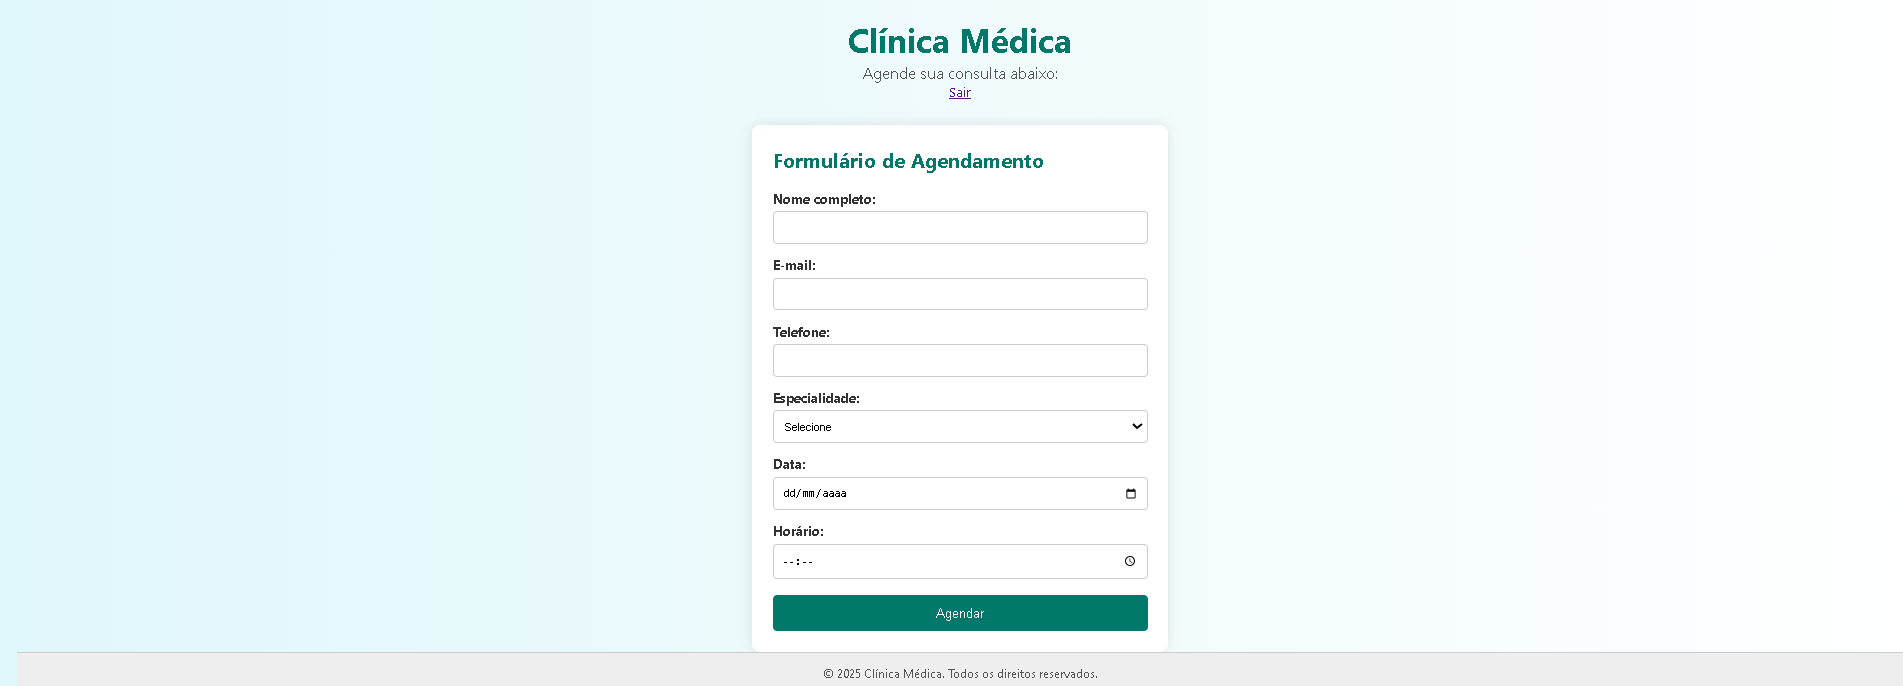 Clínica Médica
Agende sua consulta abaixo:
Sair
Formulário de Agendamento
Nome completo:
E-mail:
Telefone:
Especialidade:
Selecione
Data:
dd/mm/aaaa
Horário:
--:--
Agendar
© 2025 Clínica Médica. Todos os direitos reservados.